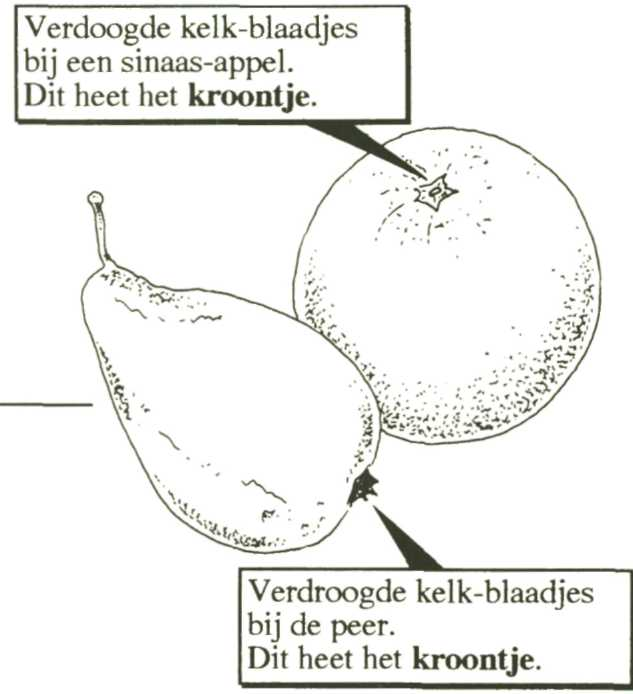 Verdoogde kelk-blaadjes
bij een sinaas-appel.
Dit heet het kroontje.
Verdroogde kelk-blaadjes
bij de peer.
Dit heet het kroontje.